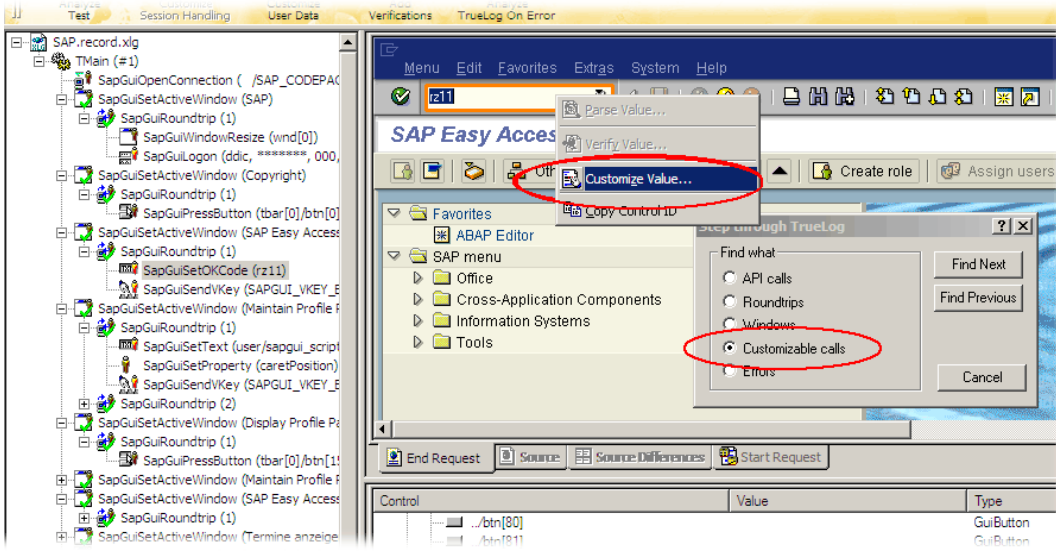 Test
Session Handling
User Data
Verifications
TrueLog On Error
SAP.record.xlg
TMain (#1)
SapGuiOpenConnection ( /SAP_CODEPAG
SapGuiSetActiveWindow (SAP)
SapGuiRoundtrip (1)
SapGuiWindowResize (wnd[0])
SapGuiLogon (ddic, *******, 000,
SapGuiSetActiveWindow (Copyright)
SapGuiRoundtrip (1)
SapGuiPressButton (tbar[0]/btn[0]
SapGuiSetActiveWindow (SAP Easy Access
SapGuiRoundtrip (1)
SapGuiSetOKCode (rz11)
SapGuiSendVKey (SAPGUI_VKEY_E
SapGuiSetActiveWindow (Maintain Profile P
SapGuiRoundtrip (1)
SapGuiSetText (user/sapgui_script
SapGuiSetProperty (caretPosition)
SapGuiSendVKey (SAPGUI_VKEY_E
SapGuiRoundtrip (2)
SapGuiSetActiveWindow (Display Profile Pa
SapGuiRoundtrip (1)
SapGuiPressButton (tbar[0]/btn[15
SapGuiSetActiveWindow (Maintain Profile P
SapGuiSetActiveWindow (SAP Easy Access
SapGuiRoundtrip (1)
SapGuiSetActiveWindow (Termine anzeige
Menu Edit Favorites Extras System Help
rz11
Parse Value...
Verify Value...
Customize Value...
Copy Control ID
SAP Easy Acces
Oth
Create role
Assign users
Favorites
ABAP Editor
SAP menu
Office
Cross-Application Components
Information Systems
Tools
Step through TrueLog
Find what
API calls
Roundtrips
Windows
Customizable calls
Errors
Find Next
Find Previous
Cancel
End Request
Source
Source Differences
Start Request
Control
Value
Type
../btn[80]
GuiButton
../btn[81]
GuiButton